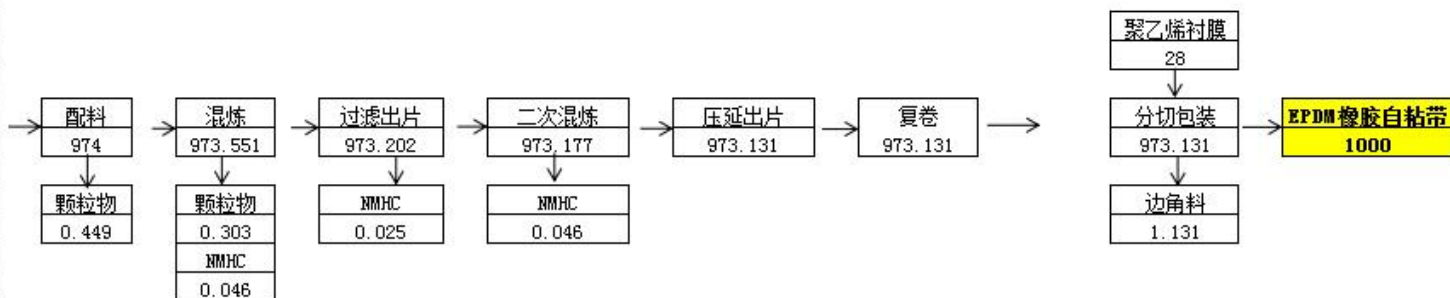 聚乙烯衬膜
28
配料
974
混炼
973.551
过滤出片
973.202
二次混炼
973.177
压延出片
973.131
复卷
973.131
分切包装
973.131
EPDM橡胶自粘带
1000
颗粒物
0.449
颗粒物
0.303
NMHC
0.046
NMHC
0.025
NMHC
0.046
边角料
1.131